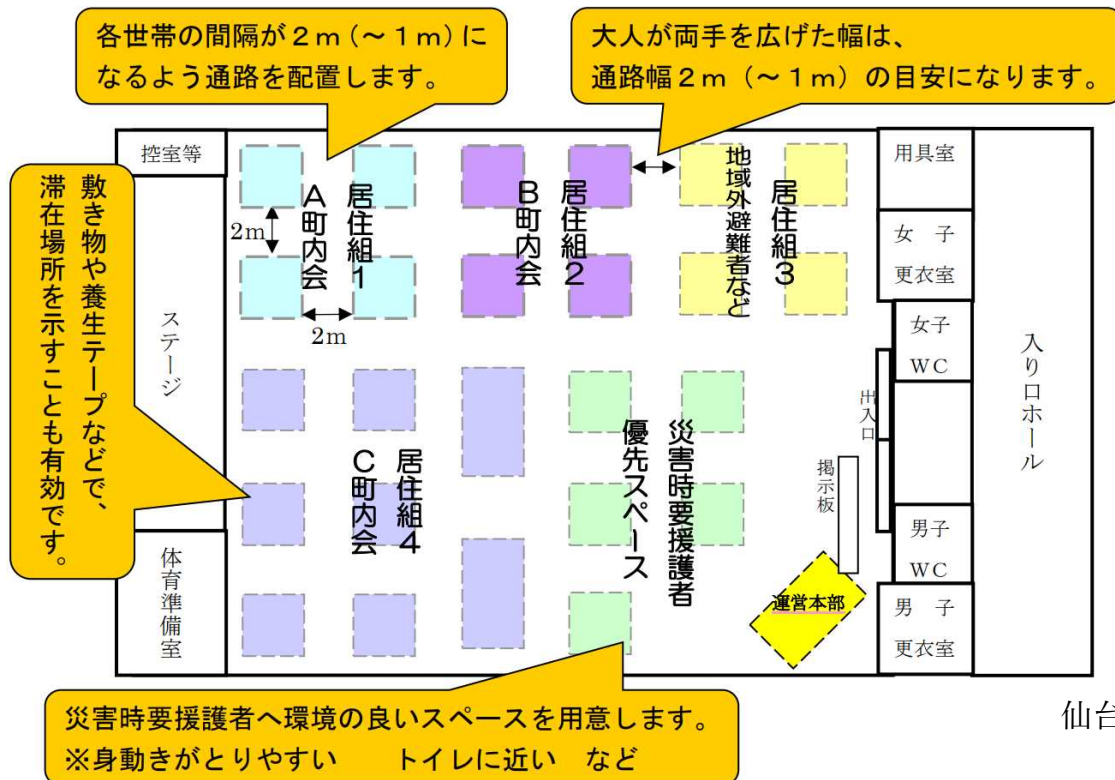 各世帯の間隔が２ｍ（～１ｍ）に
なるよう通路を配置します。
大人が両手を広げた幅は、
通路幅２ｍ（～１ｍ）の目安になります。
控室等
敷き物や養生テープなどで、
滞在場所を示すことも有効です。
ステージ
体育準備室
2m
2m
居住組1
A町内会
居住組2
B町内会
居住組3
地域外避難者など
居住組4
C町内会
災害時要援護者
優先スペース
用具室
女　子
更衣室
女子
WC
出入口
掲示板
男子
WC
男　子
更衣室
運営本部
入り口ホール
災害時要援護者へ環境の良いスペースを用意します。
※身動きがとりやすい　　トイレに近い　など
仙台